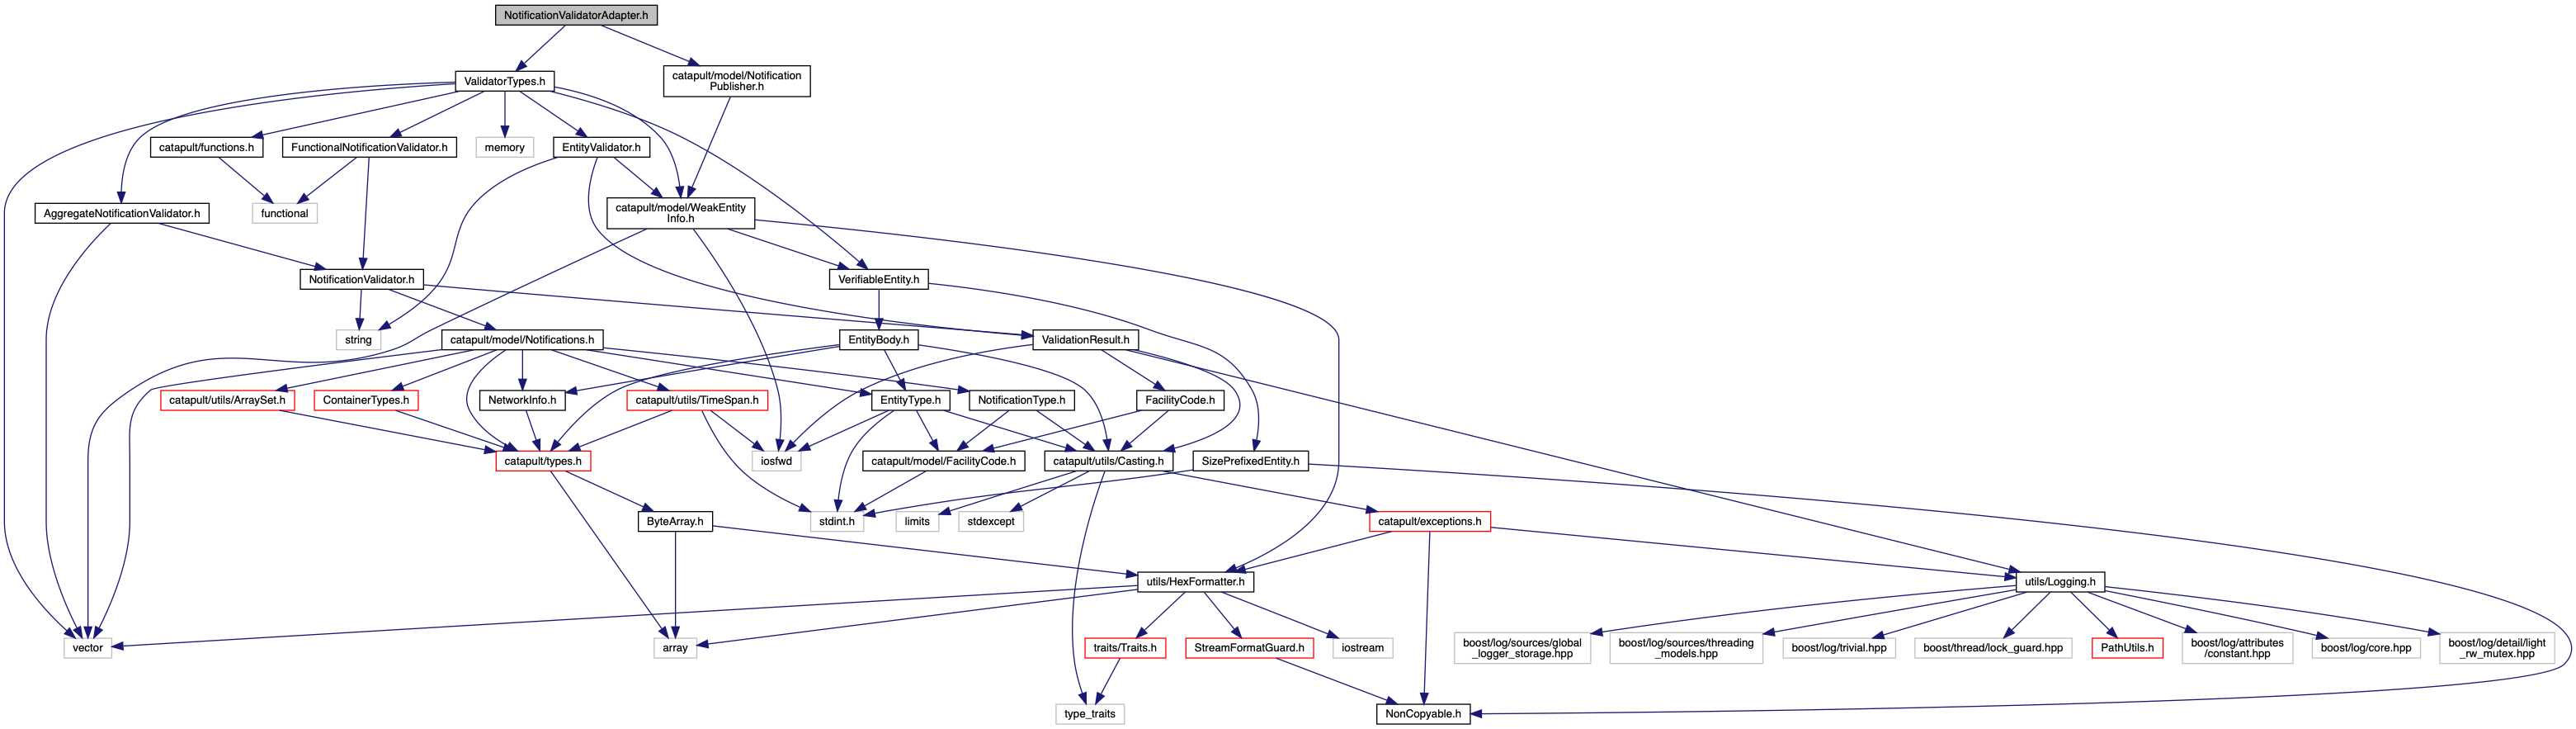 NotificationValidatorAdapter.h
ValidatorTypes.h
catapult/model/Notification
Publisher.h
catapult/functions.h
FunctionalNotificationValidator.h
memory
EntityValidator.h
AggregateNotificationValidator.h
functional
catapult/model/WeakEntity
Info.h
NotificationValidator.h
VerifiableEntity.h
string
catapult/model/Notifications.h
EntityBody.h
ValidationResult.h
catapult/utils/ArraySet.h
ContainerTypes.h
NetworkInfo.h
catapult/utils/TimeSpan.h
EntityType.h
NotificationType.h
FacilityCode.h
catapult/types.h
iosfwd
catapult/model/FacilityCode.h
catapult/utils/Casting.h
SizePrefixedEntity.h
ByteArray.h
stdint.h
limits
stdexcept
catapult/exceptions.h
utils/HexFormatter.h
utils/Logging.h
vector
array
traits/Traits.h
StreamFormatGuard.h
iostream
boost/log/sources/global
_logger_storage.hpp
boost/log/sources/threading
_models.hpp
boost/log/trivial.hpp
boost/thread/lock_guard.hpp
PathUtils.h
boost/log/attributes
/constant.hpp
boost/log/core.hpp
boost/log/detail/light
_rw_mutex.hpp
type_traits
NonCopyable.h